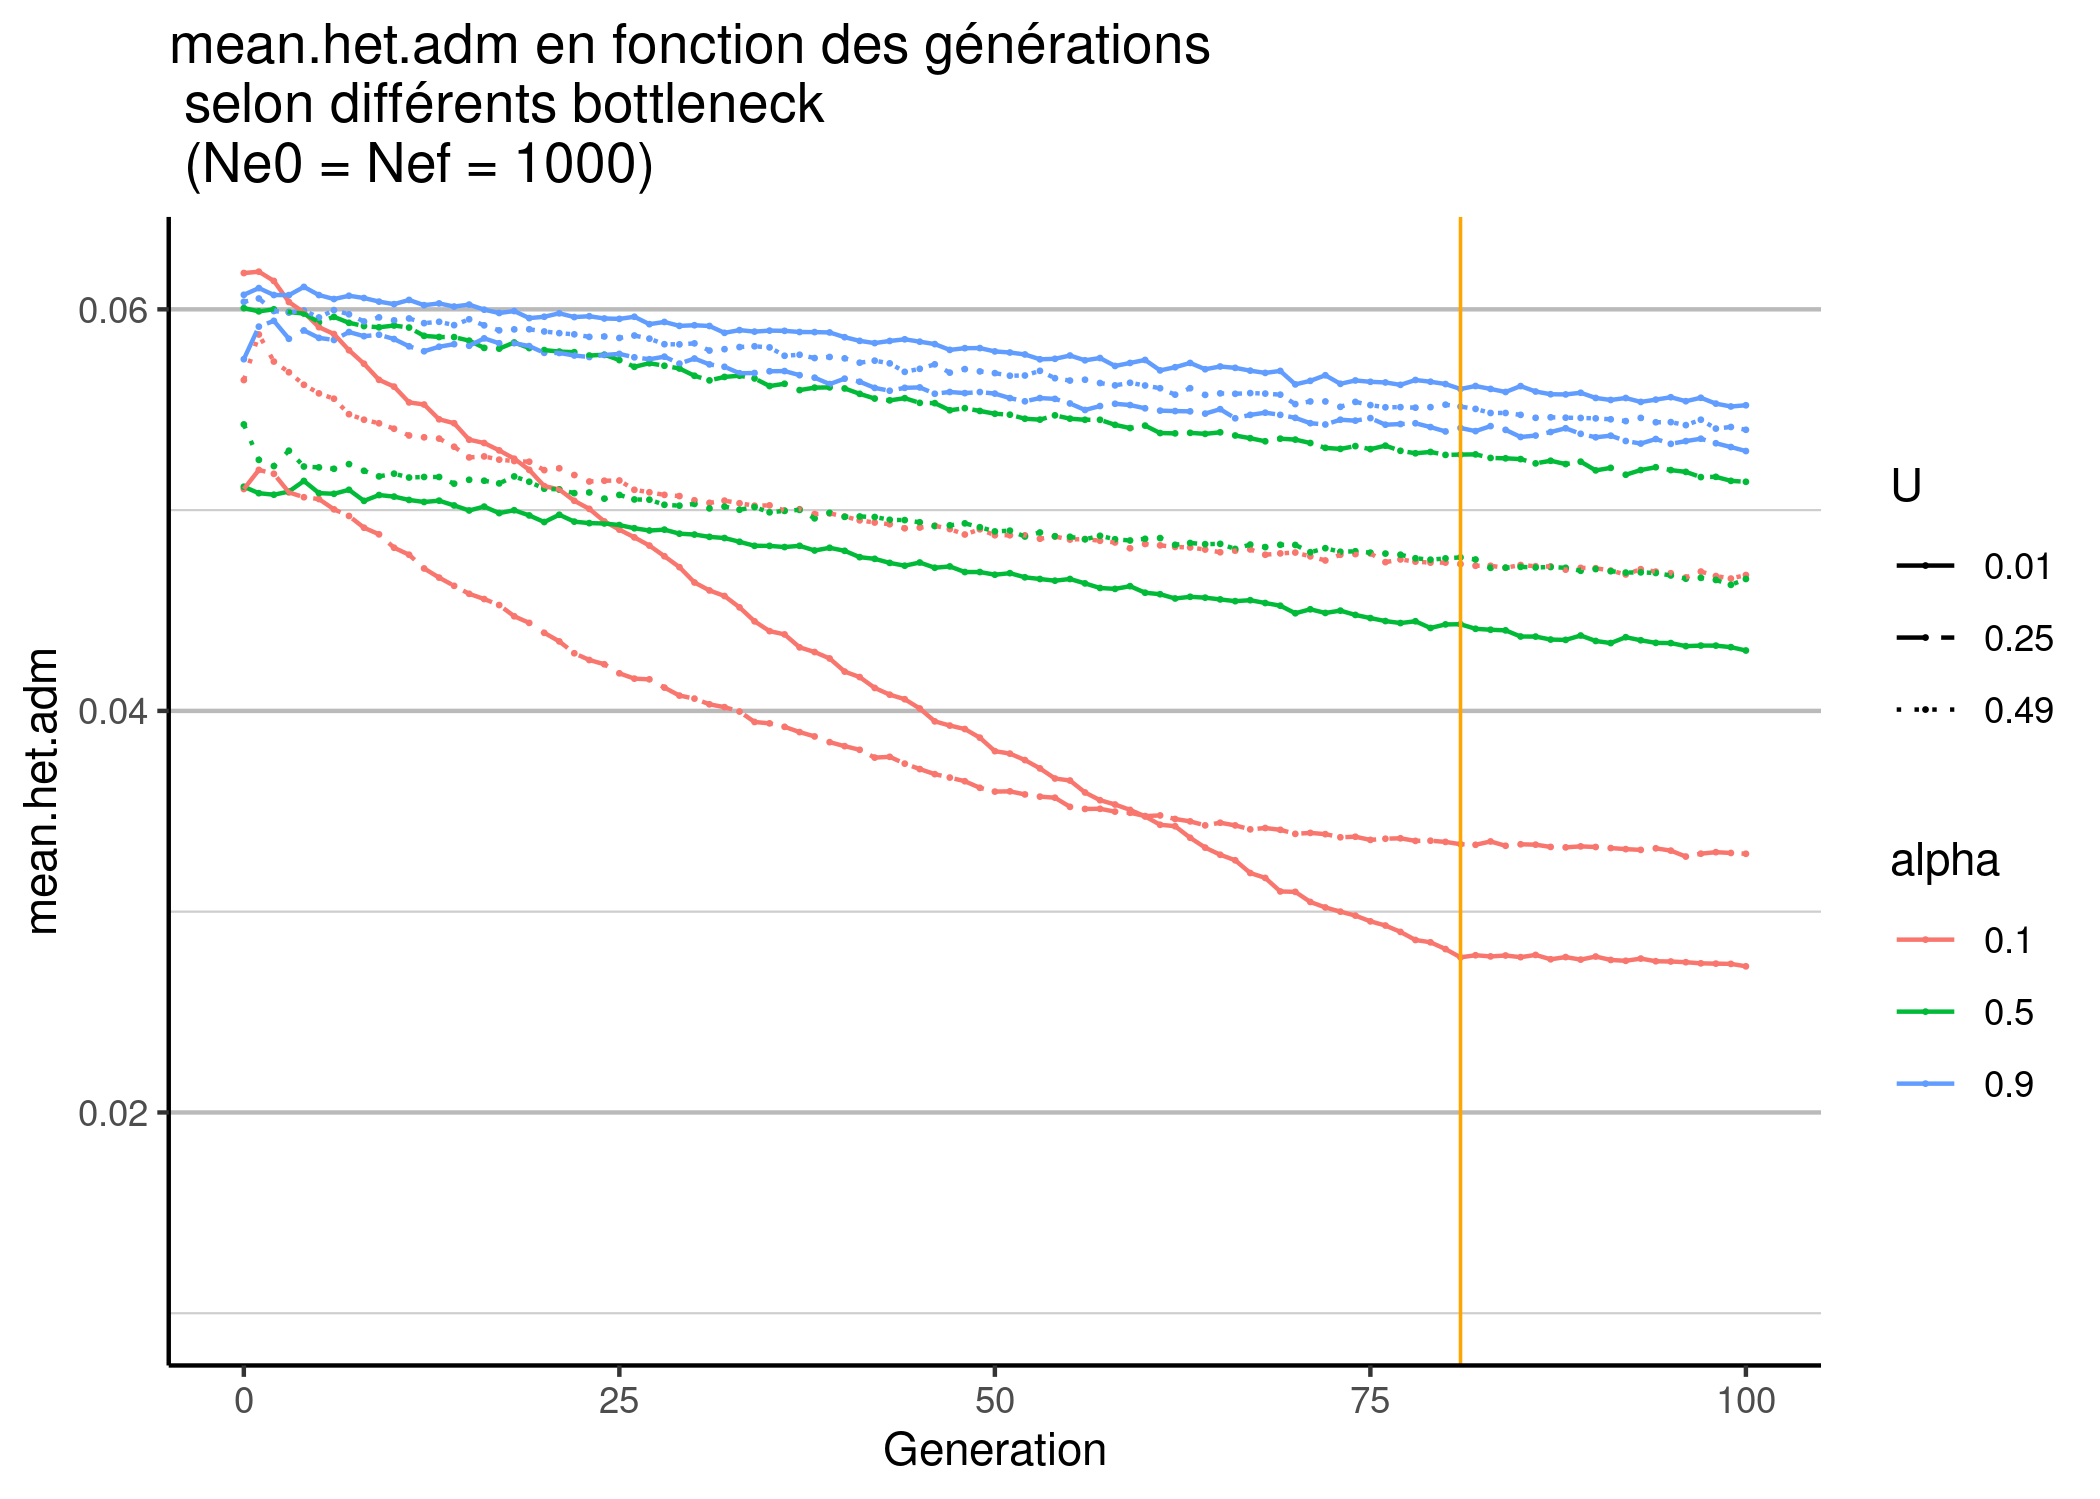 mean.het.adm en fonction des générations
selon différents bottleneck
(Ne0 = Nef = 1000)
mean.het.adm
0.06
0.04
0.02
0
25
50
75
100
Generation
U
0.01
0.25
0.49
alpha
0.1
0.5
0.9